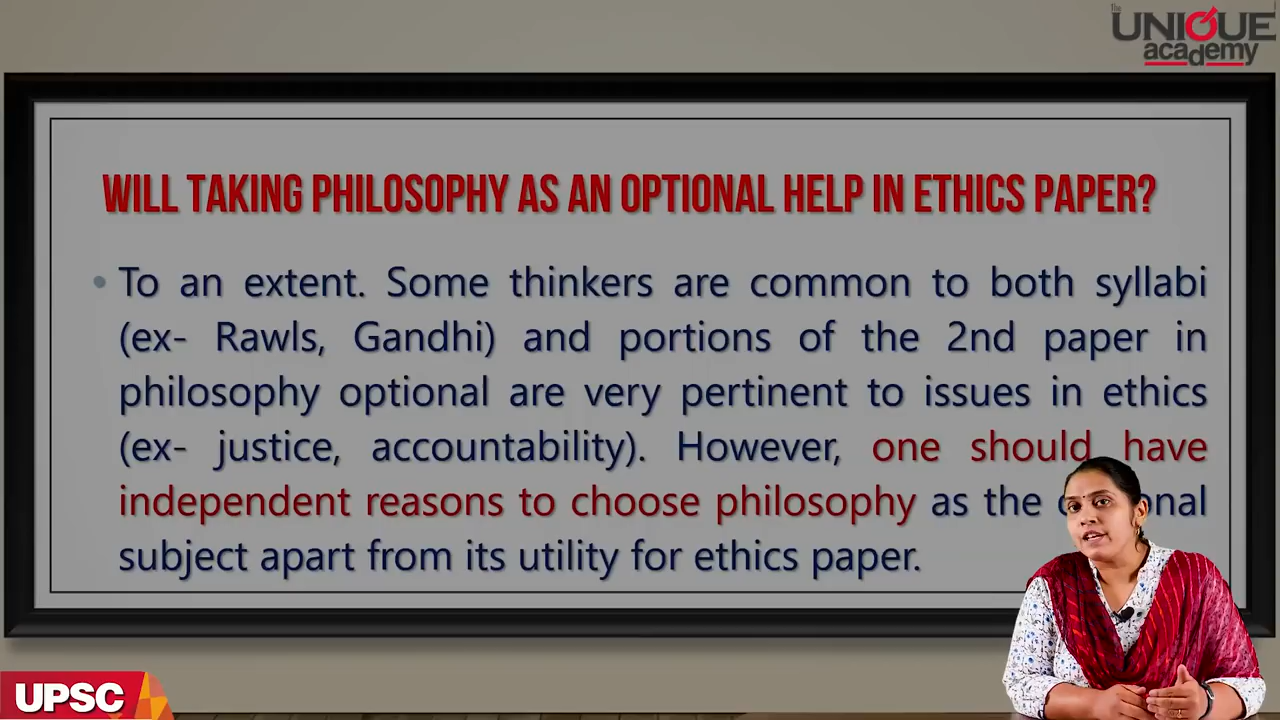 The
UNIQUE
academy
WILL TAKING PHILOSOPHY AS AN OPTIONAL HELP IN ETHICS PAPER?
• To an extent. Some thinkers are common to both syllabi
(ex- Rawls, Gandhi) and portions of the 2nd paper in
philosophy optional are very pertinent to issues in ethics
(ex- justice, accountability). However, one should have
independent reasons to choose philosophy as the
subject apart from its utility for ethics paper.
UPSC